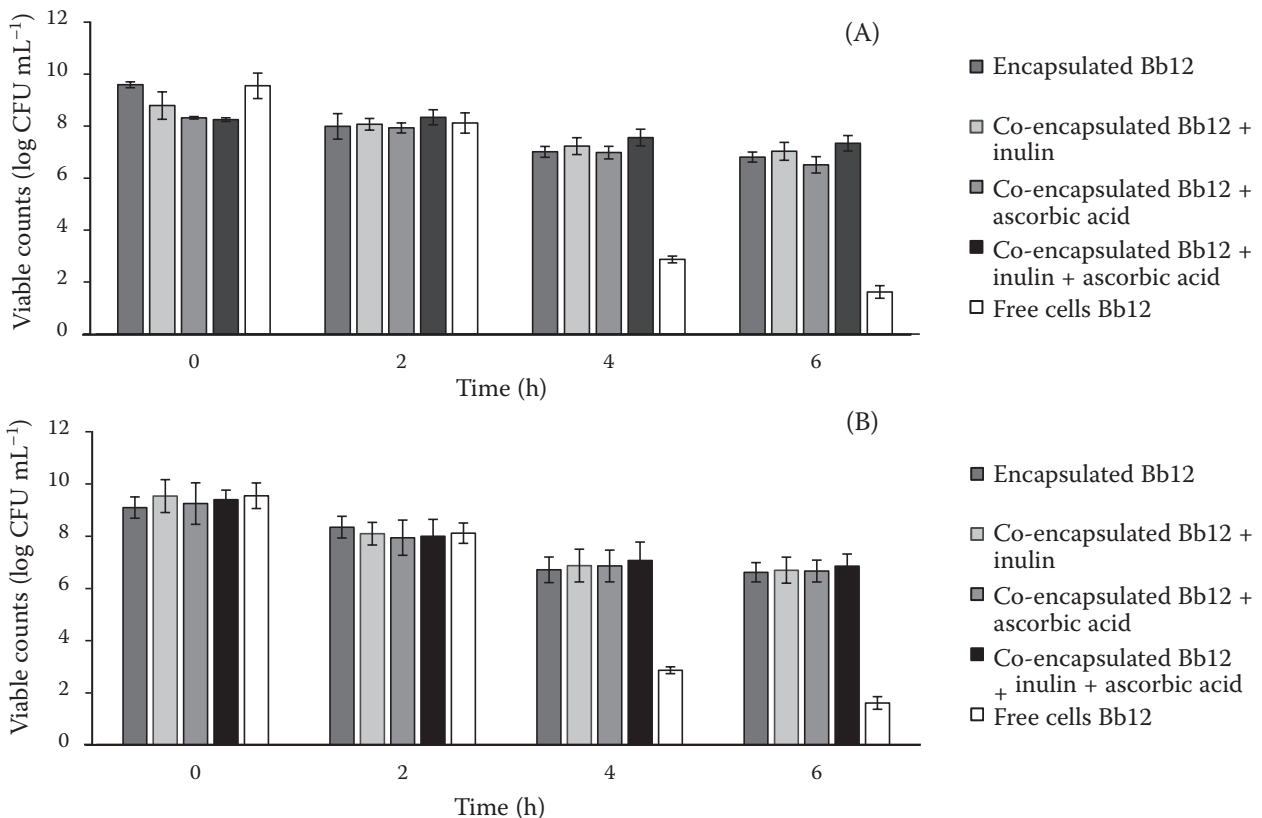 (A)
Viable counts (log CFU mL⁻¹)
12
10
8
6
4
2
0
0 2 4 6
Time (h)
Encapsulated Bb12
Co-encapsulated Bb12 +
inulin
Co-encapsulated Bb12 +
ascorbic acid
Co-encapsulated Bb12 +
inulin + ascorbic acid
Free cells Bb12
(B)
Viable counts (log CFU mL⁻¹)
12
10
8
6
4
2
0
0 2 4 6
Time (h)
Encapsulated Bb12
Co-encapsulated Bb12 +
inulin
Co-encapsulated Bb12 +
ascorbic acid
Co-encapsulated Bb12
+ inulin + ascorbic acid
Free cells Bb12